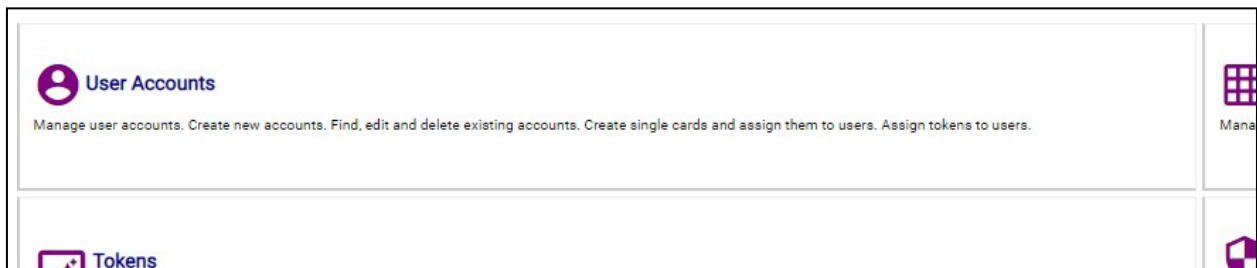 User Accounts
Manage user accounts. Create new accounts. Find, edit and delete existing accounts. Create single cards and assign them to users. Assign tokens to users.
Mana
Tokens